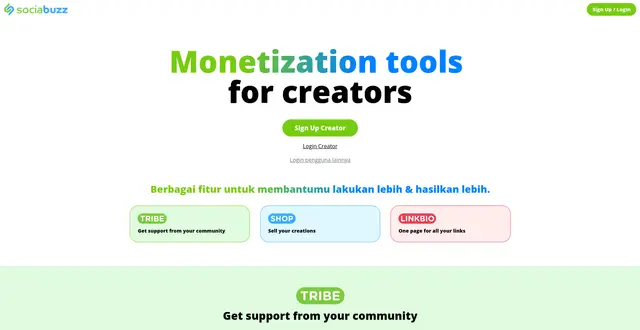 sociabuzz
Sign Up / Login
Monetization tools
for creators
Sign Up Creator
Login Creator
Login pengguna lainnya
Berbagai fitur untuk membantumu lakukan lebih & hasilkan lebih.
TRIBE
Get support from your community
SHOP
Sell your creations
LINKBIO
One page for all your links
TRIBE
Get support from your community